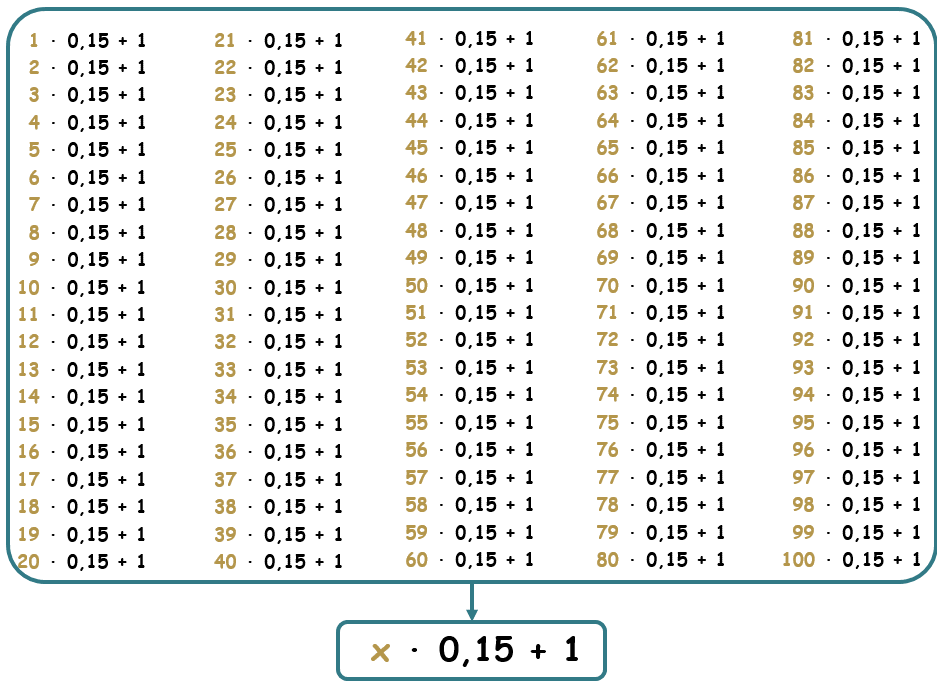 1 · 0,15 + 1
2 · 0,15 + 1
3 · 0,15 + 1
4 · 0,15 + 1
5 · 0,15 + 1
6 · 0,15 + 1
7 · 0,15 + 1
8 · 0,15 + 1
9 · 0,15 + 1
10 · 0,15 + 1
11 · 0,15 + 1
12 · 0,15 + 1
13 · 0,15 + 1
14 · 0,15 + 1
15 · 0,15 + 1
16 · 0,15 + 1
17 · 0,15 + 1
18 · 0,15 + 1
19 · 0,15 + 1
20 · 0,15 + 1
21 · 0,15 + 1
22 · 0,15 + 1
23 · 0,15 + 1
24 · 0,15 + 1
25 · 0,15 + 1
26 · 0,15 + 1
27 · 0,15 + 1
28 · 0,15 + 1
29 · 0,15 + 1
30 · 0,15 + 1
31 · 0,15 + 1
32 · 0,15 + 1
33 · 0,15 + 1
34 · 0,15 + 1
35 · 0,15 + 1
36 · 0,15 + 1
37 · 0,15 + 1
38 · 0,15 + 1
39 · 0,15 + 1
40 · 0,15 + 1
41 · 0,15 + 1
42 · 0,15 + 1
43 · 0,15 + 1
44 · 0,15 + 1
45 · 0,15 + 1
46 · 0,15 + 1
47 · 0,15 + 1
48 · 0,15 + 1
49 · 0,15 + 1
50 · 0,15 + 1
51 · 0,15 + 1
52 · 0,15 + 1
53 · 0,15 + 1
54 · 0,15 + 1
55 · 0,15 + 1
56 · 0,15 + 1
57 · 0,15 + 1
58 · 0,15 + 1
59 · 0,15 + 1
60 · 0,15 + 1
61 · 0,15 + 1
62 · 0,15 + 1
63 · 0,15 + 1
64 · 0,15 + 1
65 · 0,15 + 1
66 · 0,15 + 1
67 · 0,15 + 1
68 · 0,15 + 1
69 · 0,15 + 1
70 · 0,15 + 1
71 · 0,15 + 1
72 · 0,15 + 1
73 · 0,15 + 1
74 · 0,15 + 1
75 · 0,15 + 1
76 · 0,15 + 1
77 · 0,15 + 1
78 · 0,15 + 1
79 · 0,15 + 1
80 · 0,15 + 1
81 · 0,15 + 1
82 · 0,15 + 1
83 · 0,15 + 1
84 · 0,15 + 1
85 · 0,15 + 1
86 · 0,15 + 1
87 · 0,15 + 1
88 · 0,15 + 1
89 · 0,15 + 1
90 · 0,15 + 1
91 · 0,15 + 1
92 · 0,15 + 1
93 · 0,15 + 1
94 · 0,15 + 1
95 · 0,15 + 1
96 · 0,15 + 1
97 · 0,15 + 1
98 · 0,15 + 1
99 · 0,15 + 1
100 · 0,15 + 1
x · 0,15 + 1